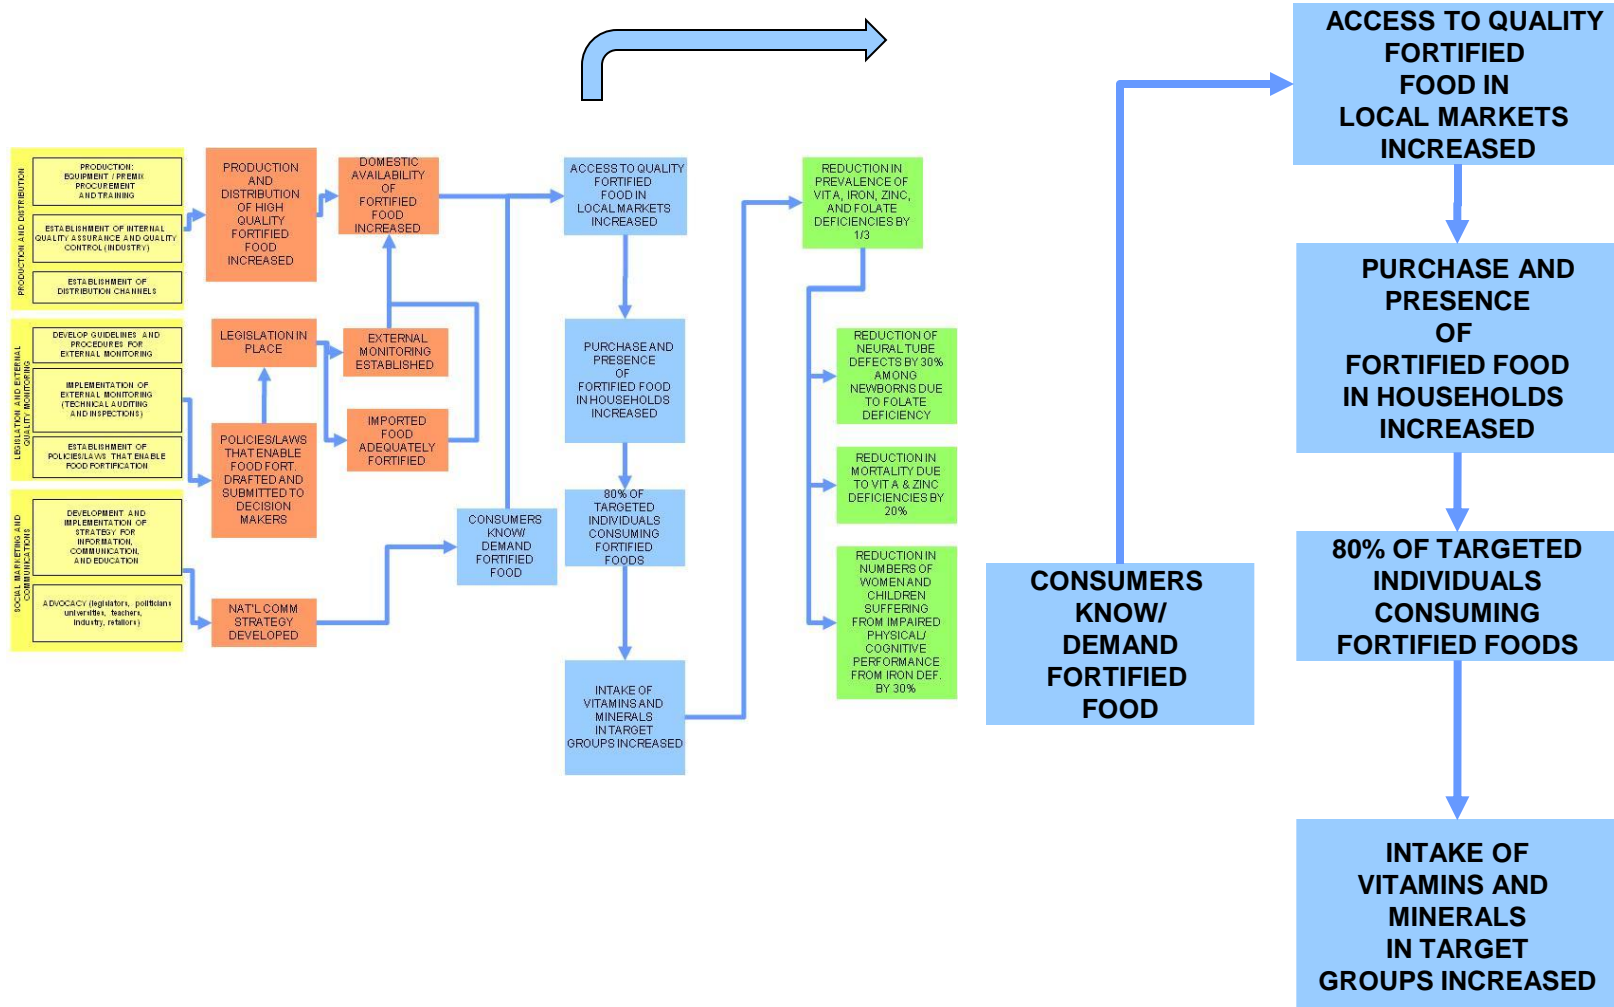 PRODUCTION AND DISTRIBUTION
PRODUCTION:
EQUIPMENT / PREMIX
PROCUREMENT
AND TRAINING
ESTABLISHMENT OF INTERNAL
QUALITY ASSURANCE AND QUALITY
CONTROL (INDUSTRY)
ESTABLISHMENT OF
DISTRIBUTION CHANNELS
LEGISLATION AND EXTERNAL
QUALITY MONITORING
DEVELOP GUIDELINES AND
PROCEDURES FOR
EXTERNAL MONITORING
IMPLEMENTATION OF
EXTERNAL MONITORING
(TECHNICAL AUDITING
AND INSPECTIONS)
ESTABLISHMENT OF
POLICIES/LAWS THAT ENABLE
FOOD FORTIFICATION
SOCIAL MARKETING AND
COMMUNICATIONS
DEVELOPMENT AND
IMPLEMENTATION OF
STRATEGY FOR
INFORMATION,
COMMUNICATION,
AND EDUCATION
ADVOCACY (legislators, politicians
universities, teachers,
industry, retailors)
PRODUCTION
AND
DISTRIBUTION
OF HIGH
QUALITY
FORTIFIED
FOOD
INCREASED
LEGISLATION IN
PLACE
POLICIES/LAWS
THAT ENABLE
FOOD FORT.
DRAFTED AND
SUBMITTED TO
DECISION
MAKERS
NAT'L COMM
STRATEGY
DEVELOPED
DOMESTIC
AVAILABILITY
OF
FORTIFIED
FOOD
INCREASED
EXTERNAL
MONITORING
ESTABLISHED
IMPORTED
FOOD
ADEQUATELY
FORTIFIED
CONSUMERS
KNOW/
DEMAND
FORTIFIED
FOOD
ACCESS TO QUALITY
FORTIFIED
FOOD IN
LOCAL MARKETS
INCREASED
PURCHASE AND
PRESENCE
OF
FORTIFIED FOOD
IN HOUSEHOLDS
INCREASED
80% OF
TARGETED
INDIVIDUALS
CONSUMING
FORTIFIED
FOODS
INTAKE OF
VITAMINS AND
MINERALS
IN TARGET
GROUPS INCREASED
REDUCTION IN
PREVALENCE OF
VIT A, IRON, ZINC,
AND FOLATE
DEFICIENCIES BY
1/3
REDUCTION OF
NEURAL TUBE
DEFECTS BY 30%
AMONG
NEWBORNS DUE
TO FOLATE
DEFICIENCY
REDUCTION IN
MORTALITY DUE
TO VIT A & ZINC
DEFICIENCIES BY
20%
REDUCTION IN
NUMBERS OF
WOMEN AND
CHILDREN
SUFFERING
FROM IMPAIRED
PHYSICAL/
COGNITIVE
PERFORMANCE
FROM IRON DEF.
BY 30%
CONSUMERS
KNOW/
DEMAND
FORTIFIED
FOOD
ACCESS TO QUALITY
FORTIFIED
FOOD IN
LOCAL MARKETS
INCREASED
PURCHASE AND
PRESENCE
OF
FORTIFIED FOOD
IN HOUSEHOLDS
INCREASED
80% OF TARGETED
INDIVIDUALS
CONSUMING
FORTIFIED FOODS
INTAKE OF
VITAMINS AND
MINERALS
IN TARGET
GROUPS INCREASED